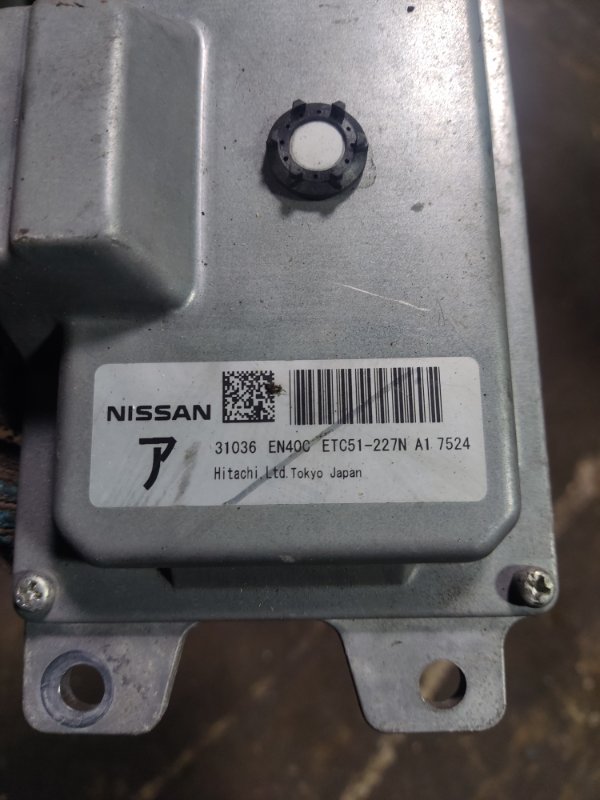 NISSAN
ア 31036 EN40C ETC51-227N A1 7524
Hitachi,Ltd.Tokyo Japan